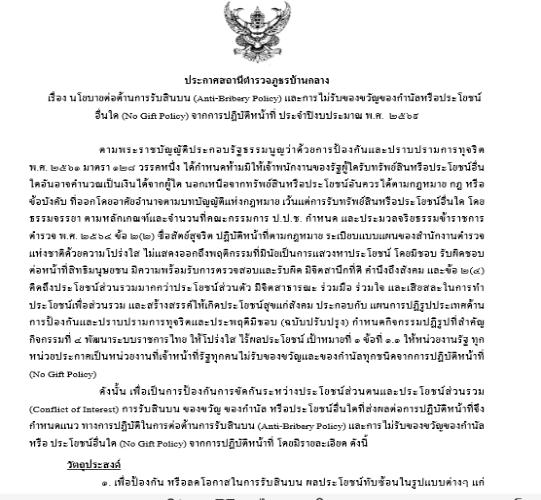 ประกาศสถานีตำรวจภูธรบ้านกลาง
เรื่อง นโยบายต่อต้านการรับสินบน (Anti-Bribery Policy) และการไม่รับของขวัญของกำนัลหรือประโยชน์
อื่นใด (No Gift Policy) จากการปฏิบัติหน้าที่ ประจำปีงบประมาณ พ.ศ. ๒๕๖๙
ตามพระราชบัญญัติประกอบรัฐธรรมนูญว่าด้วยการป้องกันและปราบปรามการทุจริต
พ.ศ. ๒๕๖๑ มาตรา ๑๒๘ วรรคหนึ่ง ได้กำหนดห้ามมิให้เจ้าพนักงานของรัฐผู้ใดรับทรัพย์สินหรือประโยชน์อื่น
ใดอันอาจคำนวณเป็นเงินได้จากผู้ใด นอกเหนือจากทรัพย์สินหรือประโยชน์อันควรได้ตามกฎหมาย กฎ หรือ
ข้อบังคับ ที่ออกโดยอาศัยอำนาจตามบทบัญญัติแห่งกฎหมาย เว้นแต่การรับทรัพย์สินหรือประโยชน์อื่นใด โดย
ธรรมจรรยา ตามหลักเกณฑ์และจำนวนที่คณะกรรมการ ป.ป.ช. กำหนด และประมวลจริยธรรมข้าราชการ
ตำรวจ พ.ศ. ๒๕๖๔ ข้อ ๒(๒) ซื่อสัตย์สุจริต ปฏิบัติหน้าที่ตามกฎหมาย ระเบียบแบบแผนของสำนักงานตำรวจ
แห่งชาติด้วยความโปร่งใส ไม่แสดงออกถึงพฤติกรรมที่มีนัยเป็นการแสวงหาประโยชน์ โดยมิชอบ รับผิดชอบ
ต่อหน้าที่สิทธิมนุษยชน มีความพร้อมรับการตรวจสอบและรับผิด มีจิตสำนึกที่ดี คำนึงถึงสังคม และข้อ ๒(๔)
คิดถึงประโยชน์ส่วนรวมมากกว่าประโยชน์ส่วนตัว มีจิตสาธารณะ ร่วมมือ ร่วมใจ และเสียสละในการทำ
ประโยชน์เพื่อส่วนรวม และสร้างสรรค์ให้เกิดประโยชน์สุขแก่สังคม ประกอบกับ แผนการปฏิรูปประเทศด้าน
การป้องกันและปราบปรามการทุจริตและประพฤติมิชอบ (ฉบับปรับปรุง) กำหนดกิจกรรมปฏิรูปที่สำคัญ
กิจกรรมที่ ๔ พัฒนาระบบราชการไทย ให้โปร่งใส ไร้ผลประโยชน์ เป้าหมายที่ ๑ ข้อที่ ๑.๑ ให้หน่วยงานรัฐ ทุก
หน่วยประกาศเป็นหน่วยงานที่เจ้าหน้าที่รัฐทุกคนไม่รับของขวัญและของกำนัลทุกชนิดจากการปฏิบัติหน้าที่
(No Gift Policy)
ดังนั้น เพื่อเป็นการป้องกันการขัดกันระหว่างประโยชน์ส่วนตนและประโยชน์ส่วนรวม
(Conflict of Interest) การรับสินบน ของขวัญ ของกำนัล หรือประโยชน์อื่นใดที่ส่งผลต่อการปฏิบัติหน้าที่จึง
กำหนดแนว ทางการปฏิบัติในการต่อต้านการรับสินบน (Anti-Bribery Policy) และการไม่รับของขวัญของกำนัล
หรือ ประโยชน์อื่นใด (No Gift Policy) จากการปฏิบัติหน้าที่ โดยมีรายละเอียด ดังนี้
วัตถุประสงค์
๑. เพื่อป้องกัน หรือลดโอกาสในการรับสินบน ผลประโยชน์ทับซ้อนในรูปแบบต่างๆ แก่